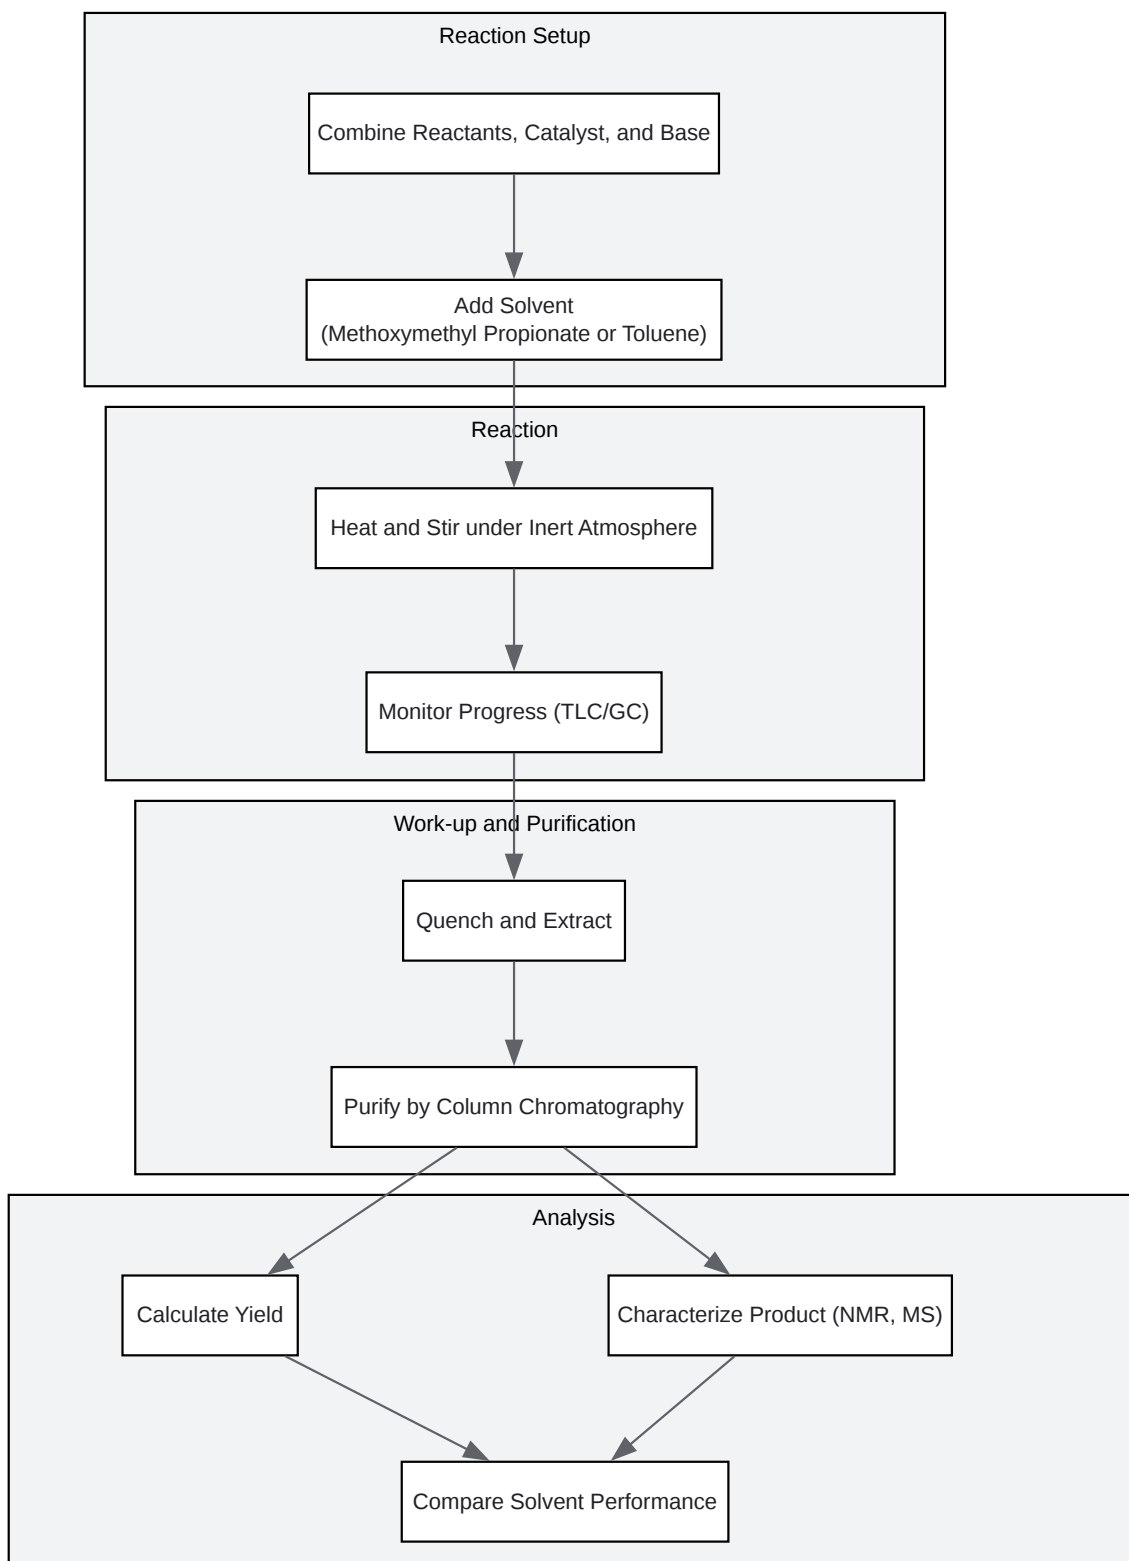 Reaction Setup
Combine Reactants, Catalyst, and Base
Add Solvent
(Methoxymethyl Propionate or Toluene)
Reaction
Heat and Stir under Inert Atmosphere
Monitor Progress (TLC/GC)
Work-up and Purification
Quench and Extract
Purify by Column Chromatography
Analysis
Calculate Yield
Characterize Product (NMR, MS)
Compare Solvent Performance